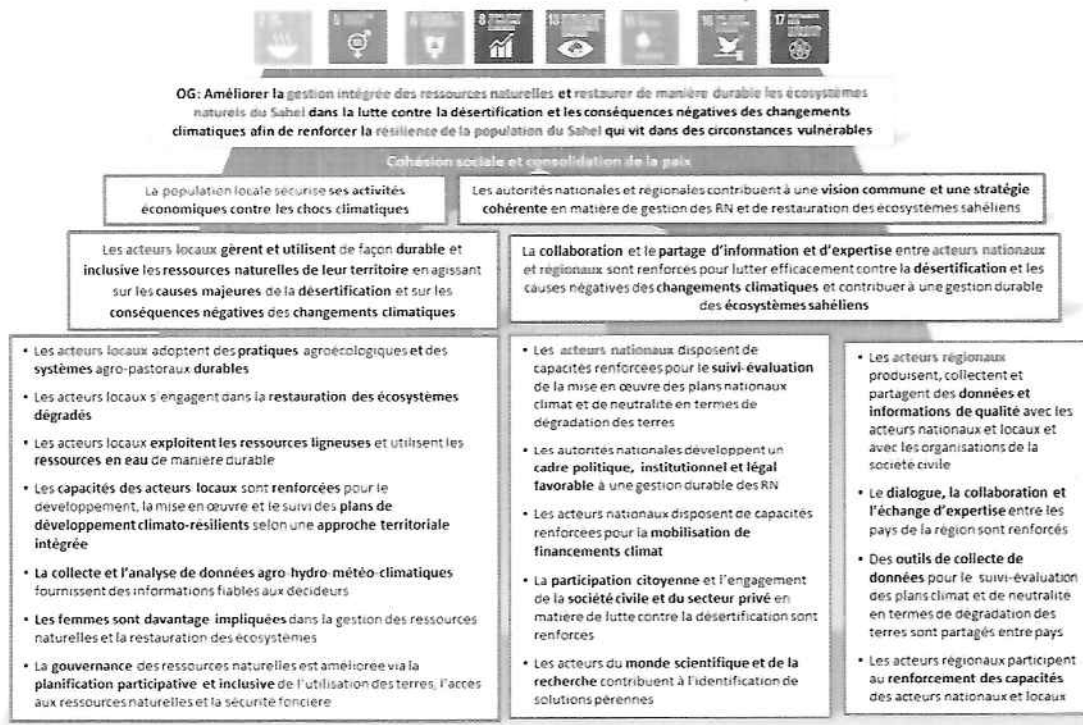 2
5
6
8
13
15
16
17
OG: Améliorer la gestion intégrée des ressources naturelles et restaurer de manière durable les écosystèmes
naturels du Sahel dans la lutte contre la désertification et les conséquences négatives des changements
climatiques afin de renforcer la résilience de la population du Sahel qui vit dans des circonstances vulnérables
Cohésion sociale et consolidation de la paix
La population locale sécurise ses activités
économiques contre les chocs climatiques
Les autorités nationales et régionales contribuent à une vision commune et une stratégie
cohérente en matière de gestion des RN et de restauration des écosystèmes sahéliens
Les acteurs locaux gèrent et utilisent de façon durable et
inclusive les ressources naturelles de leur territoire en agissant
sur les causes majeures de la désertification et sur les
conséquences négatives des changements climatiques
La collaboration et le partage d'information et d'expertise entre acteurs nationaux
et régionaux sont renforcés pour lutter efficacement contre la désertification et les
causes négatives des changements climatiques et contribuer à une gestion durable
des écosystèmes sahéliens
• Les acteurs locaux adoptent des pratiques agroécologiques et des
systèmes agro-pastoraux durables
• Les acteurs locaux s'engagent dans la restauration des écosystèmes
dégradés
• Les acteurs locaux exploitent les ressources ligneuses et utilisent les
ressources en eau de manière durable
• Les capacités des acteurs locaux sont renforcées pour le
développement, la mise en œuvre et le suivi des plans de
développement climato-résilients selon une approche territoriale
intégrée
• La collecte et l'analyse de données agro-hydro-météo-climatiques
fournissent des informations fiables aux décideurs
• Les femmes sont davantage impliquées dans la gestion des ressources
naturelles et la restauration des écosystèmes
• La gouvernance des ressources naturelles est améliorée via la
planification participative et inclusive de l'utilisation des terres, l'accès
aux ressources naturelles et la sécurité foncière
• Les acteurs nationaux disposent de
capacités renforcées pour le suivi-évaluation
de la mise en œuvre des plans nationaux
climat et de neutralité en termes de
dégradation des terres
• Les autorités nationales développent un
cadre politique, institutionnel et légal
favorable à une gestion durable des RN
• Les acteurs nationaux disposent de capacités
renforcées pour la mobilisation de
financements climat
• La participation citoyenne et l'engagement
de la société civile et du secteur privé en
matière de lutte contre la désertification sont
renforcés
• Les acteurs du monde scientifique et de la
recherche contribuent à l'identification de
solutions pérennes
• Les acteurs régionaux
produisent, collectent et
partagent des données et
informations de qualité avec les
acteurs nationaux et locaux et
avec les organisations de la
société civile
• Le dialogue, la collaboration et
l'échange d'expertise entre les
pays de la région sont renforcés
• Des outils de collecte de
données pour le suivi-évaluation
des plans climat et de neutralité
en termes de dégradation des
terres sont partagés entre pays
• Les acteurs régionaux participent
au renforcement des capacités
des acteurs nationaux et locaux